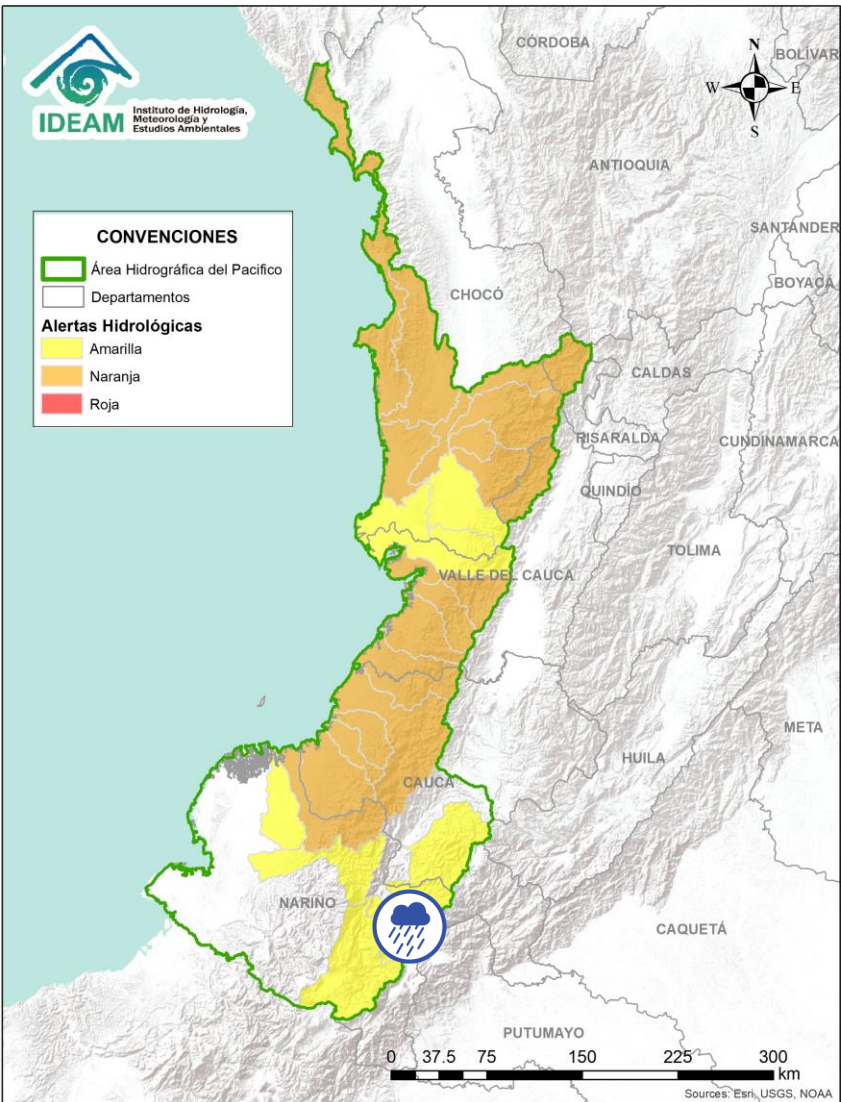 IDEAM
Instituto de Hidrología,
Meteorología y
Estudios Ambientales
N
W
E
S
CONVENCIONES
Área Hidrográfica del Pacifico
Departamentos
Alertas Hidrológicas
Amarilla
Naranja
Roja
CÓRDOBA
BOLÍVAR
ANTIOQUIA
SANTANDER
BOYACÁ
CHOCÓ
CALDAS
RISARALDA
CUNDINAMARCA
QUINDÍO
TOLIMA
VALLE DEL CAUCA
META
HUILA
CAUCA
NARIÑO
CAQUETÁ
PUTUMAYO
0 37.5 75 150 225 300
km
Sources: Esri, USGS, NOAA